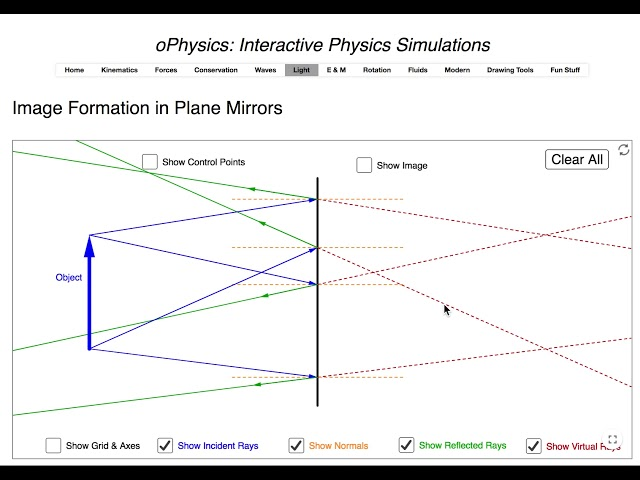 oPhysics: Interactive Physics Simulations
Home Kinematics Forces Conservation Waves Light E & M Rotation Fluids Modern Drawing Tools Fun Stuff
Image Formation in Plane Mirrors
Show Control Points Show Image Clear All
Object
Show Grid & Axes Show Incident Rays Show Normals Show Reflected Rays Show Virtual Rays